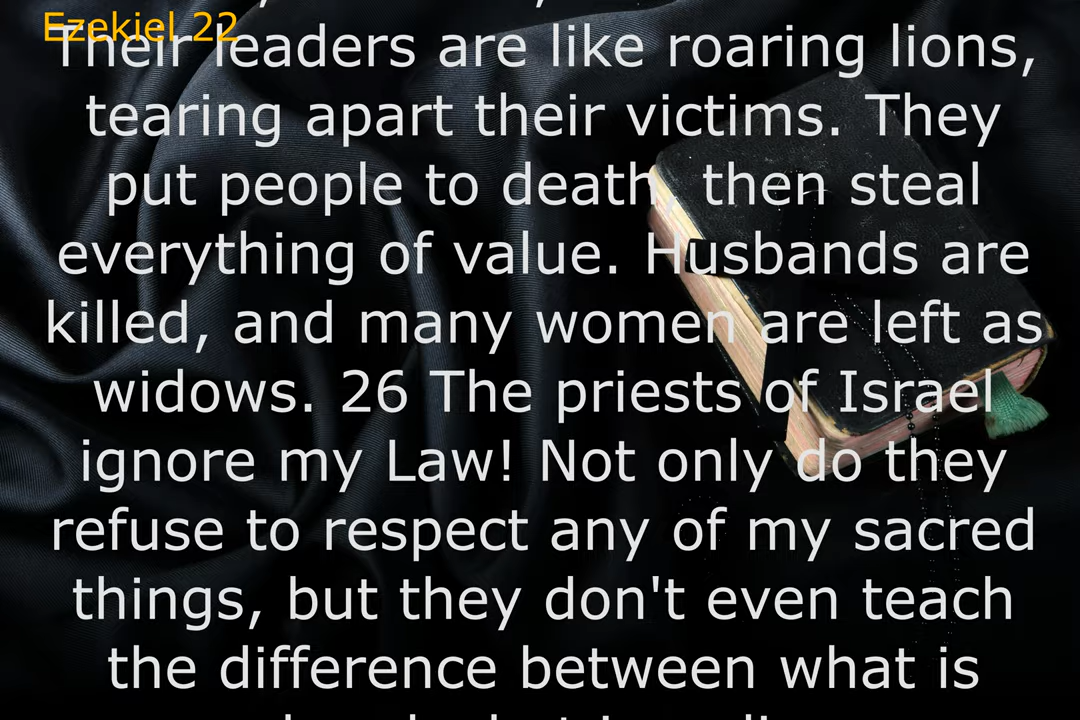 Ezekiel 22
Their leaders are like roaring lions,
tearing apart their victims. They
put people to death, then steal
everything of value. Husbands are
killed, and many women are left as
widows. 26 The priests of Israel
ignore my Law! Not only do they
refuse to respect any of my sacred
things, but they don't even teach
the difference between what is